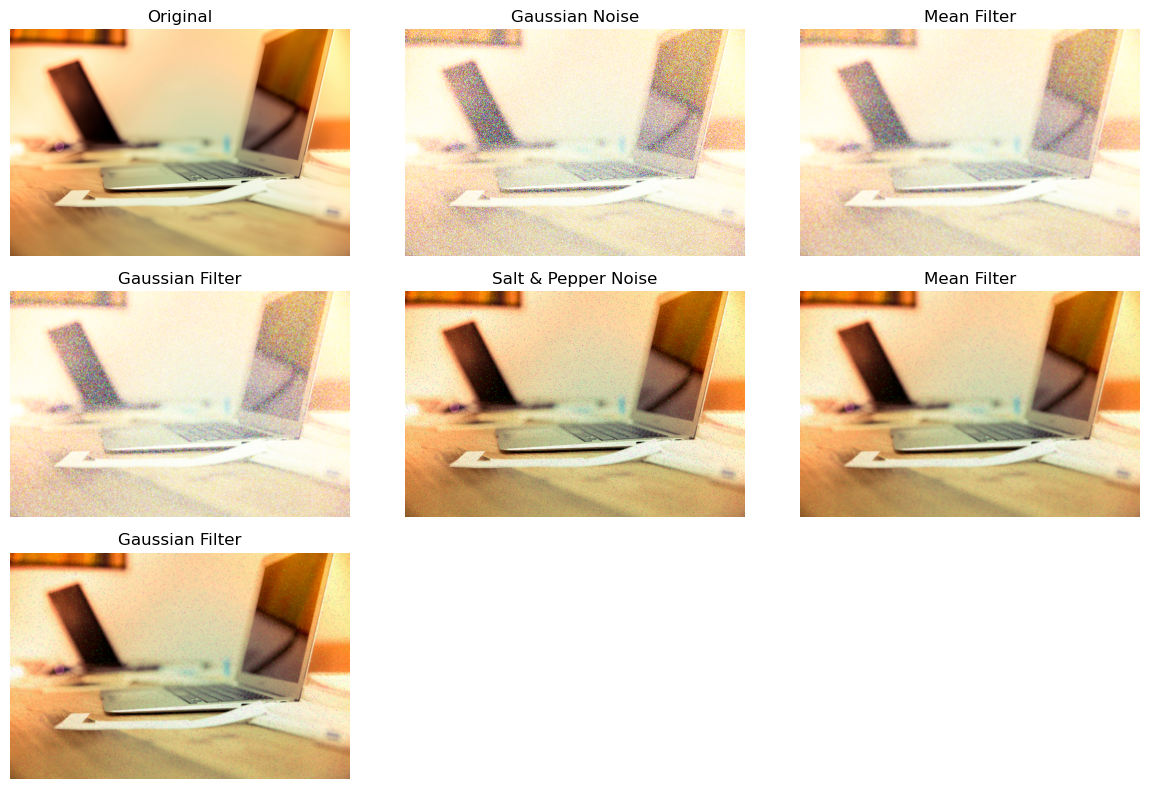 Original
Gaussian Noise
Mean Filter
Gaussian Filter
Salt & Pepper Noise
Mean Filter
Gaussian Filter